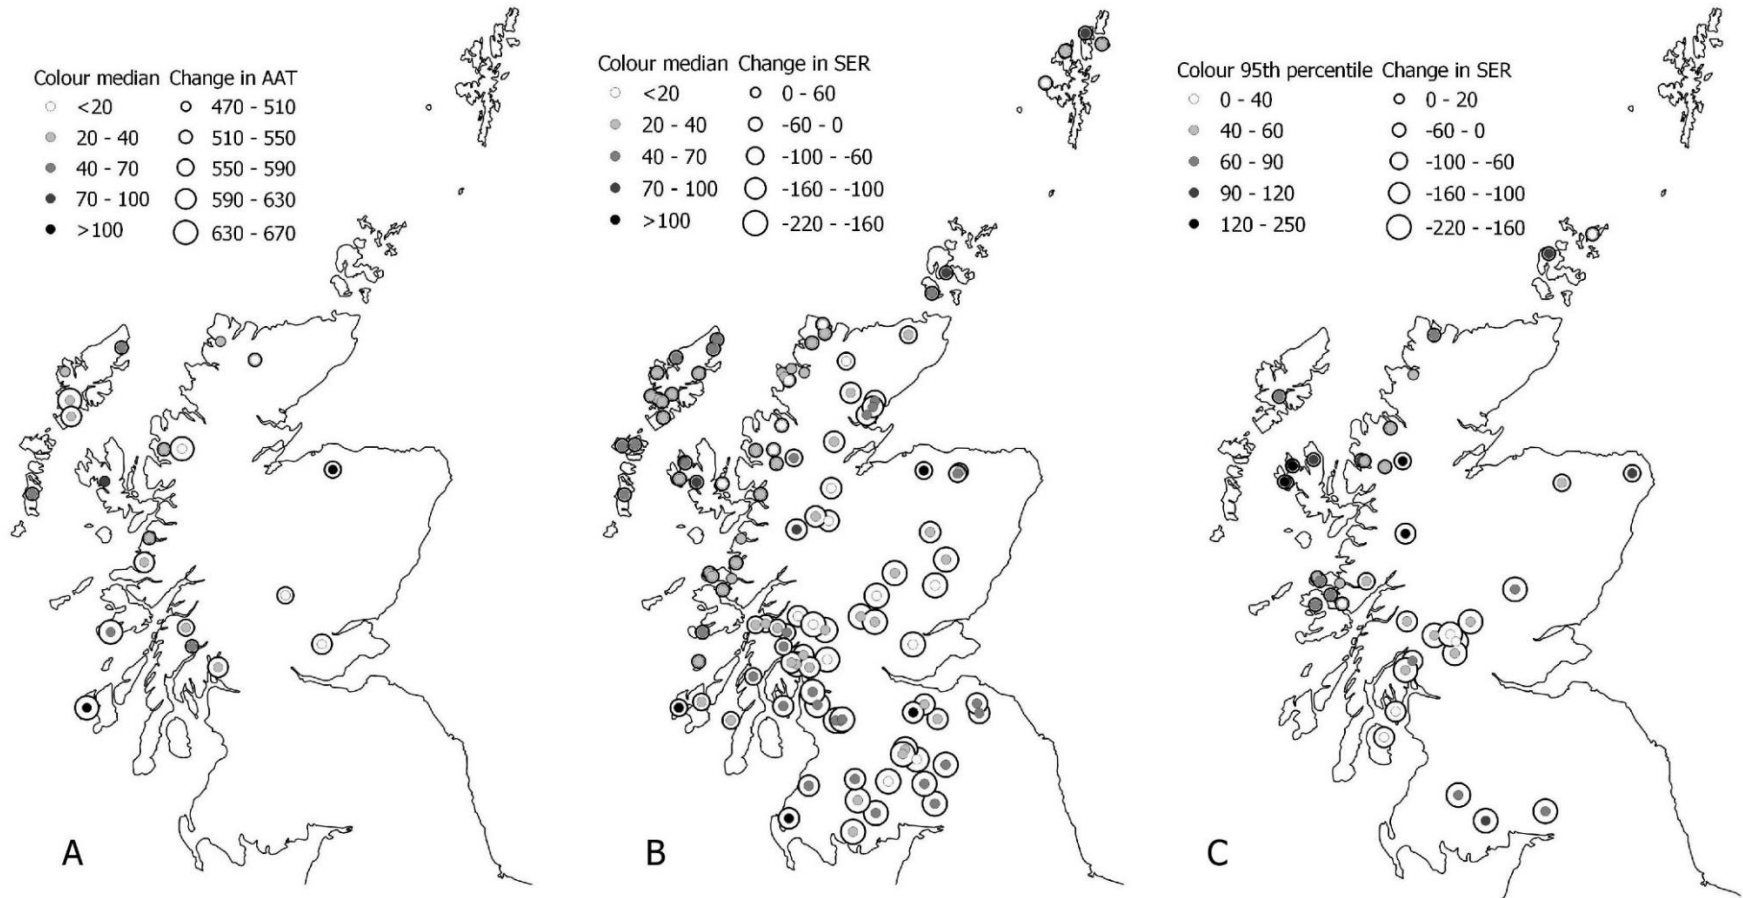 Colour median Change in AAT
<20 470 - 510
20 - 40 510 - 550
40 - 70 550 - 590
70 - 100 590 - 630
>100 630 - 670
A
Colour median Change in SER
<20 0 - 60
20 - 40 -60 - 0
40 - 70 -100 - -60
70 - 100 -160 - -100
>100 -220 - -160
B
Colour 95th percentile Change in SER
0 - 40 0 - 20
40 - 60 -60 - 0
60 - 90 -100 - -60
90 - 120 -160 - -100
120 - 250 -220 - -160
C